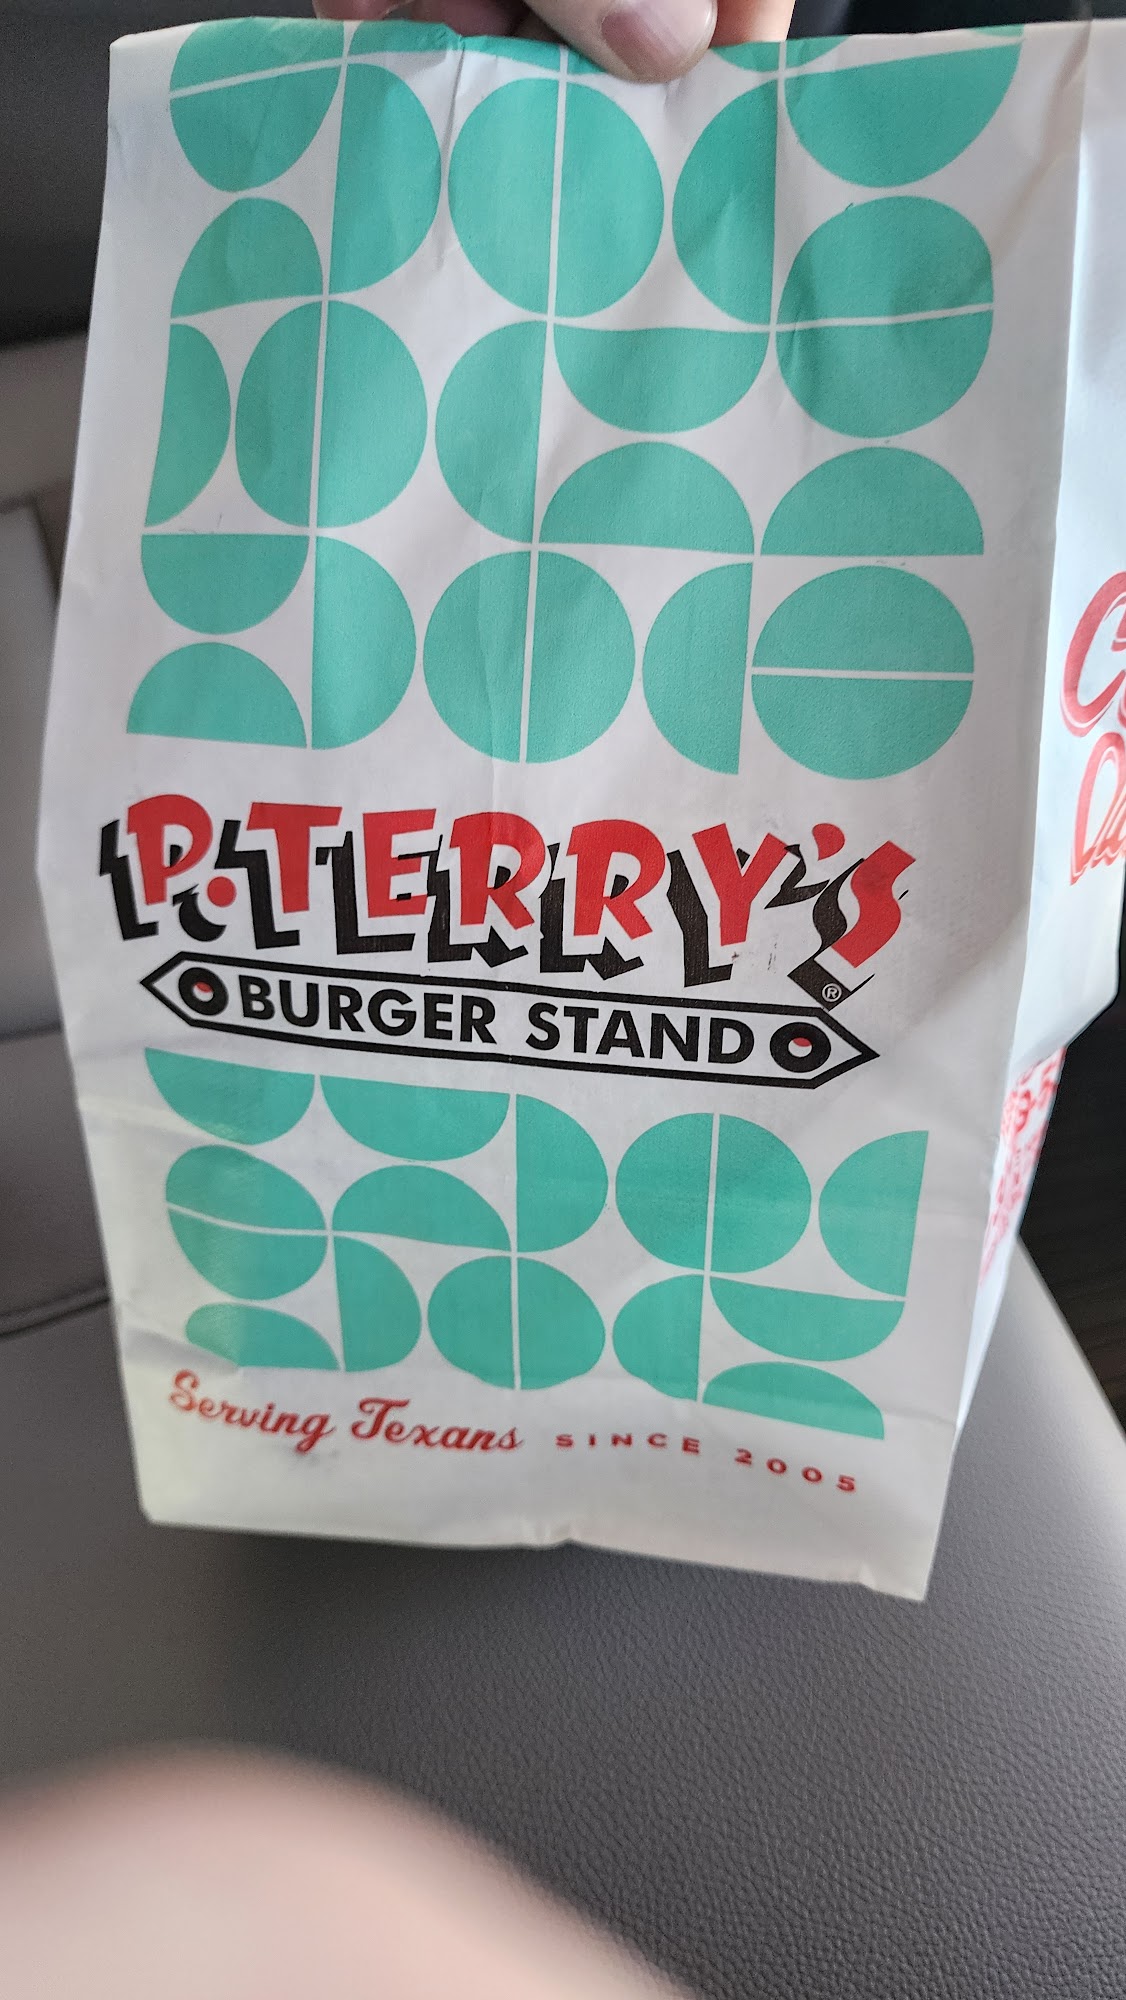 P.TERRY'S®
BURGER STAND
Serving Texans SINCE 2005